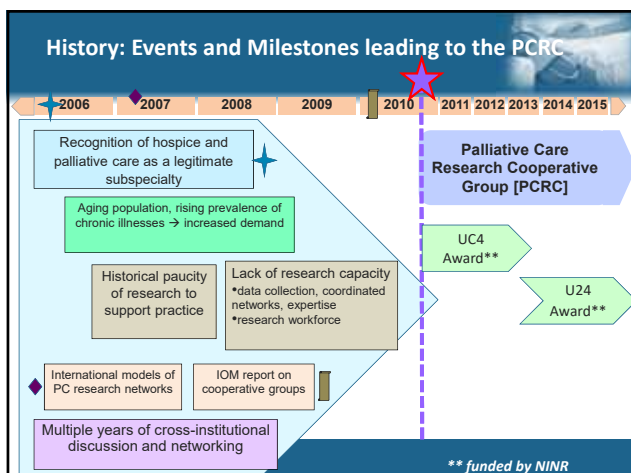 History: Events and Milestones leading to the PCRC
2006 2007 2008 2009 2010 2011 2012 2013 2014 2015
Recognition of hospice and
palliative care as a legitimate
subspecialty
Palliative Care
Research Cooperative
Group [PCRC]
Aging population, rising prevalence of
chronic illnesses → increased demand
UC4
Award**
Historical paucity
of research to
support practice
Lack of research capacity
•data collection, coordinated
networks, expertise
•research workforce
U24
Award**
International models of
PC research networks
IOM report on
cooperative groups
Multiple years of cross-institutional
discussion and networking
** funded by NINR